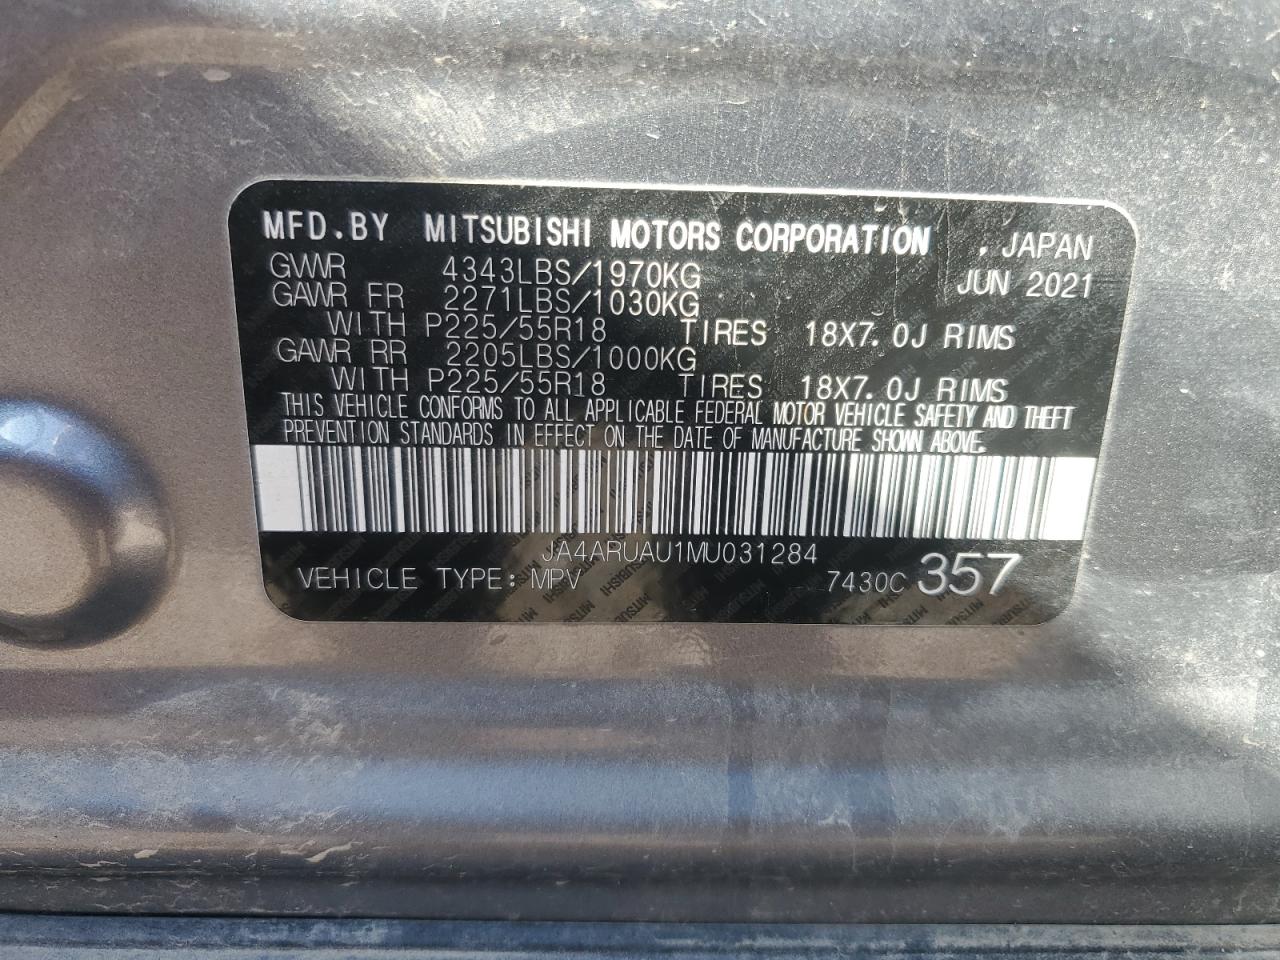 MFD.BY MITSUBISHI MOTORS CORPORATION , JAPAN
GVWR 4343LBS/1970KG JUN 2021
GAWR FR 2271LBS/1030KG
WITH P225/55R18 TIRES 18X7.0J RIMS
GAWR RR 2205LBS/1000KG
WITH P225/55R18 TIRES 18X7.0J RIMS
THIS VEHICLE CONFORMS TO ALL APPLICABLE FEDERAL MOTOR VEHICLE SAFETY AND THEFT
PREVENTION STANDARDS IN EFFECT ON THE DATE OF MANUFACTURE SHOWN ABOVE.
JA4ARUAU1MU031284
VEHICLE TYPE: MPV 7430C 357